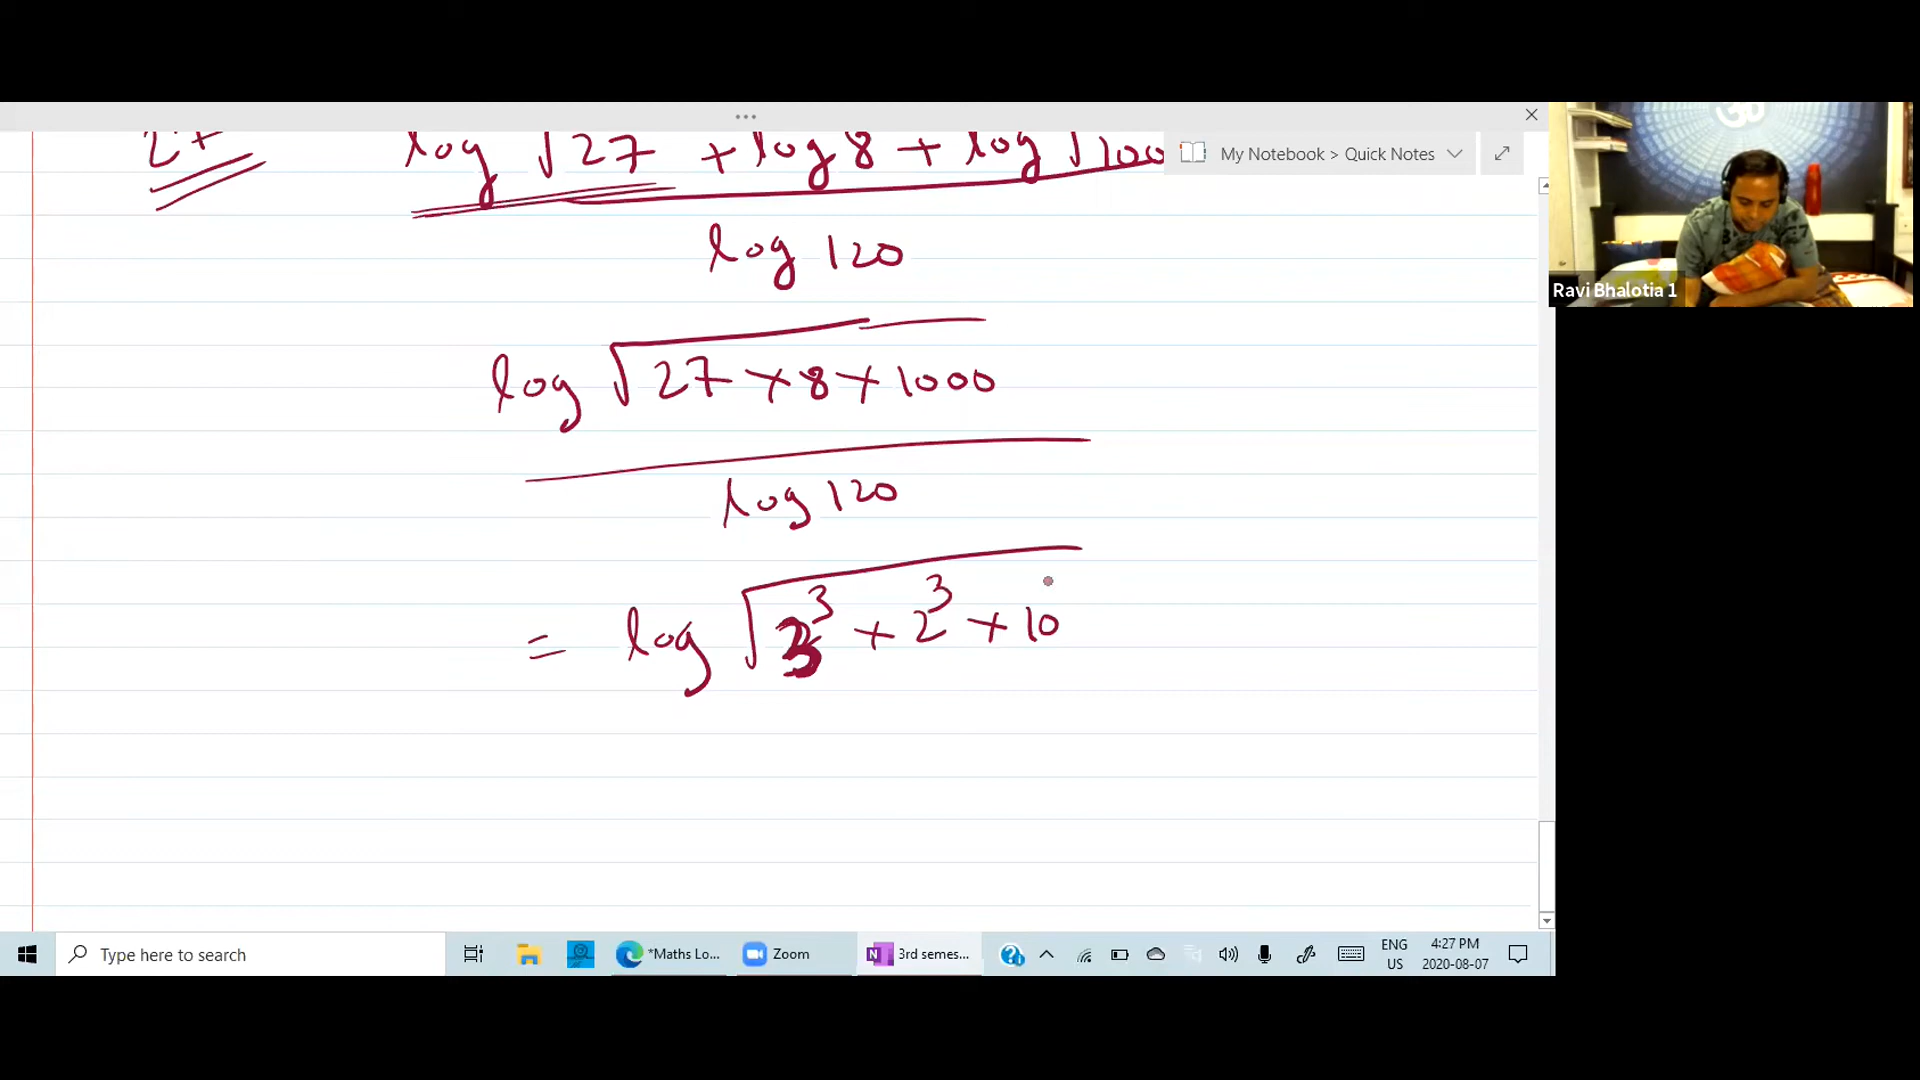 27
log √27 + log 8 + log √100
My Notebook > Quick Notes
log 120
Ravi Bhalotia 1
log √27 × 8 × 1000
log 120
= log √3³ × 2³ × 10
Type here to search
*Maths Lo...
Zoom
3rd semes...
ENG
US
4:27 PM
2020-08-07